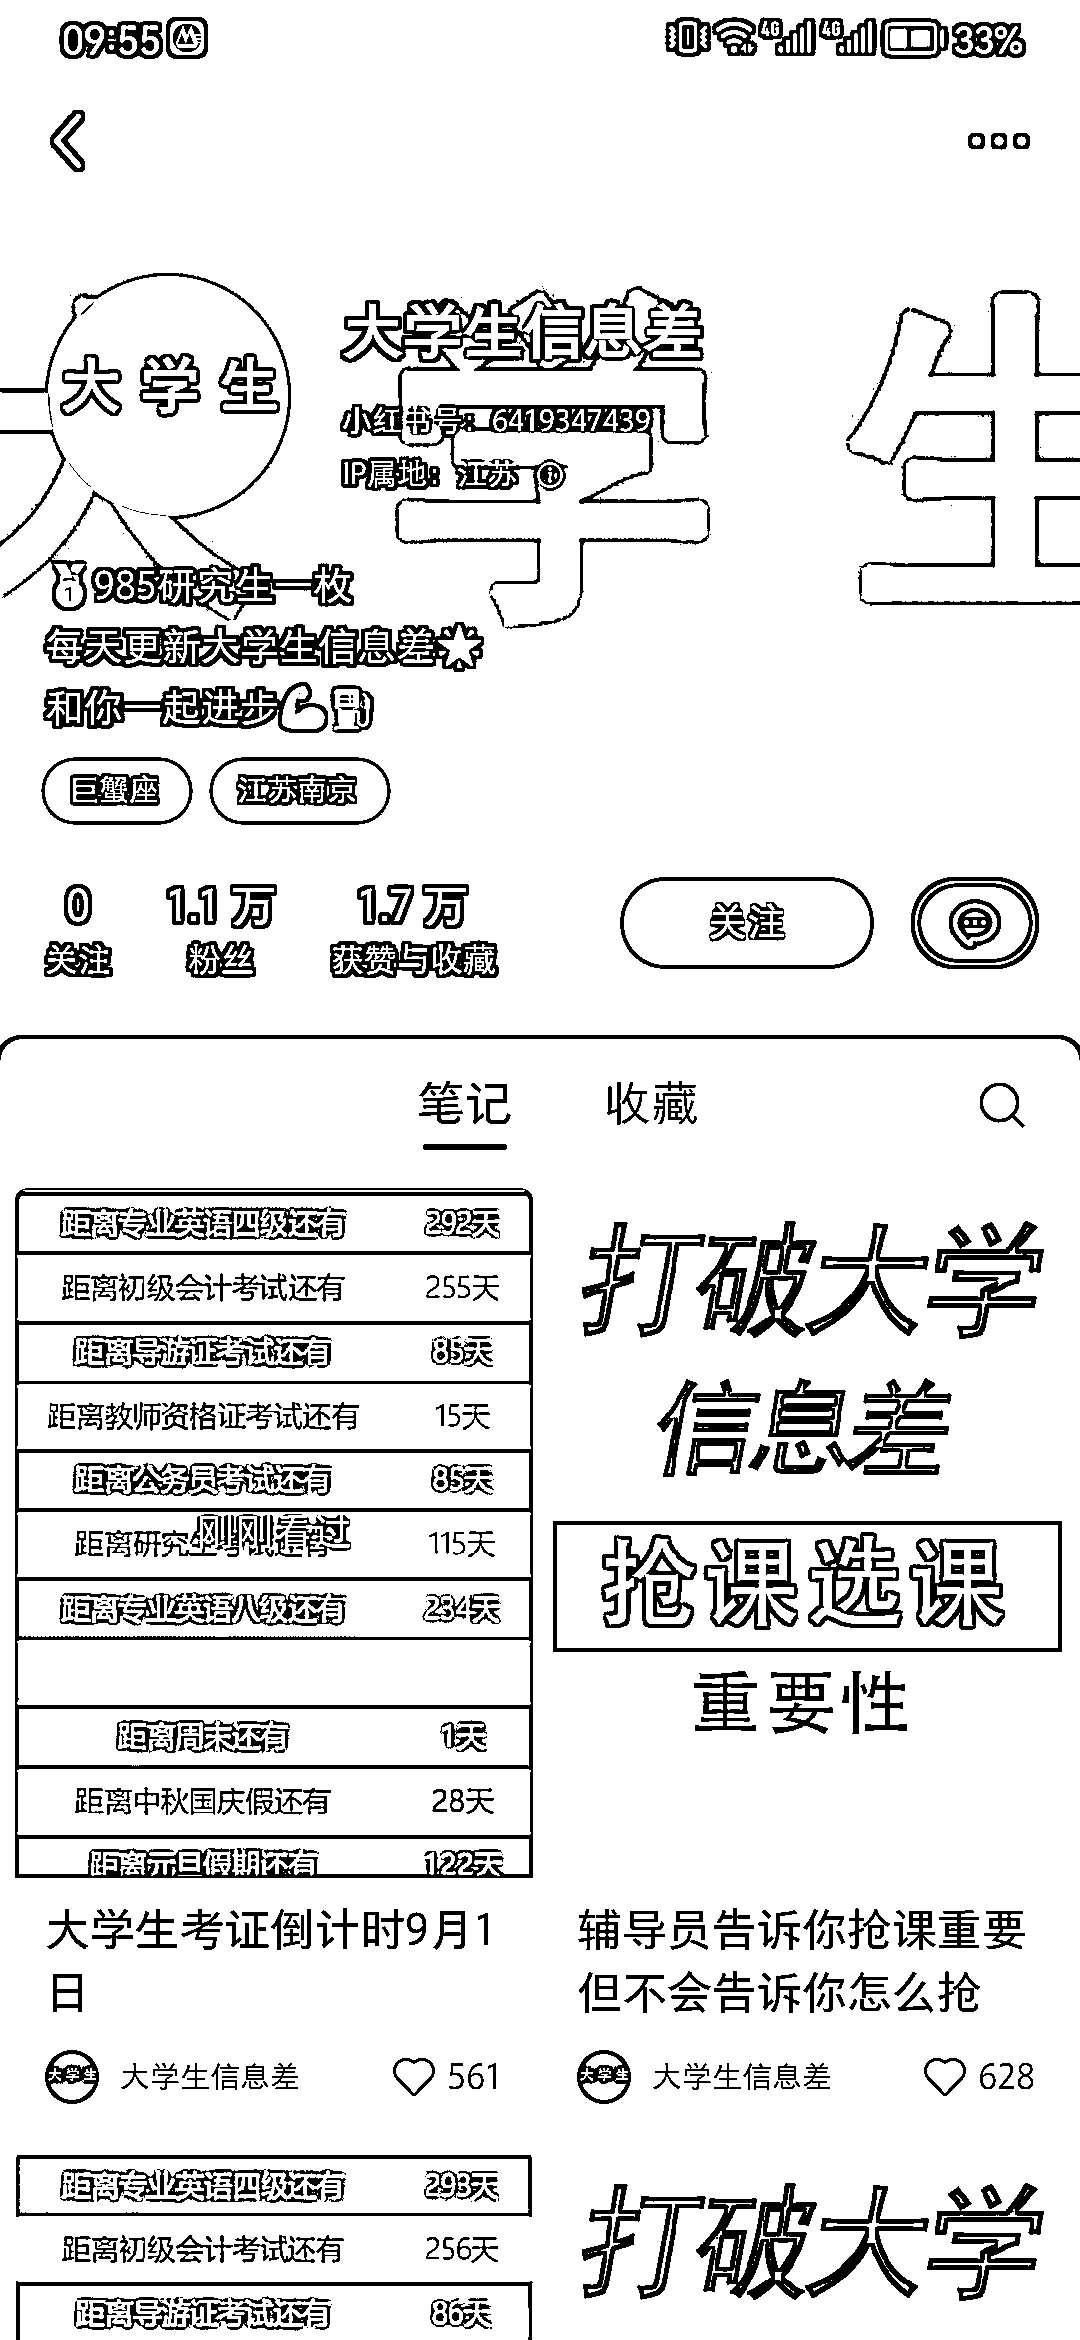 09:55
4G 4G 33%
大 学 生
大学生信息差
小红书号：6419347439
IP属地：江苏
大 学 生
985研究生一枚
每天更新大学生信息差
和你一起进步
巨蟹座 江苏南京
0 1.1万 1.7万
关注 粉丝 获赞与收藏
关注
笔记 收藏
距离专业英语四级还有 292天
距离初级会计考试还有 255天
距离导游证考试还有 85天
距离教师资格证考试还有 15天
距离公务员考试还有 85天
距离研究生考试还有 115天
刚刚看过
距离专业英语八级还有 234天
距离周末还有 1天
距离中秋国庆假还有 28天
距离元旦假期还有 122天
大学生考证倒计时9月1
日
大学生信息差 561
打破大学
信息差
抢课选课
重要性
辅导员告诉你抢课重要
但不会告诉你怎么抢
大学生信息差 628
距离专业英语四级还有 293天
距离初级会计考试还有 256天
距离导游证考试还有 86天
打破大学